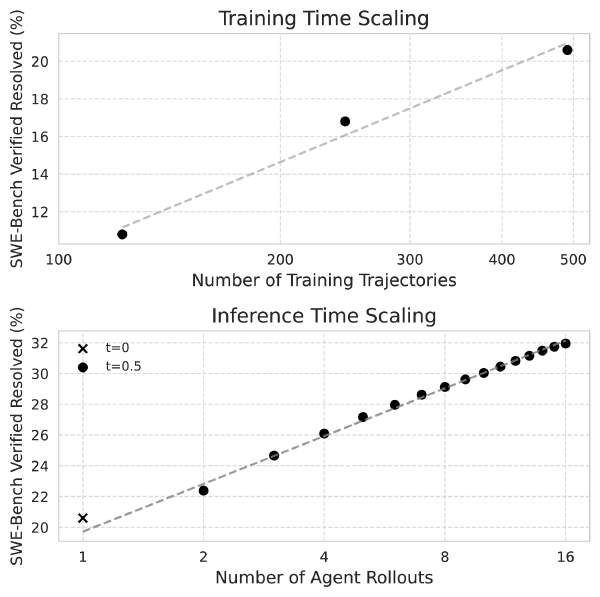 Training Time Scaling
SWE-Bench Verified Resolved (%)
20
18
16
14
12
100
200
300
400
500
Number of Training Trajectories
Inference Time Scaling
SWE-Bench Verified Resolved (%)
t=0
t=0.5
32
30
28
26
24
22
20
1
2
4
8
16
Number of Agent Rollouts